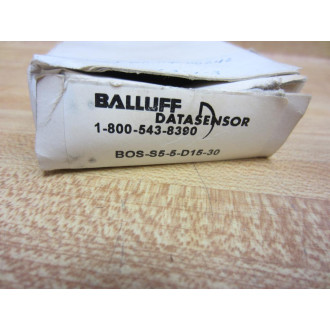 BALLUFF
DATASENSOR
1-800-543-8390
BOS-S5-5-D15-30